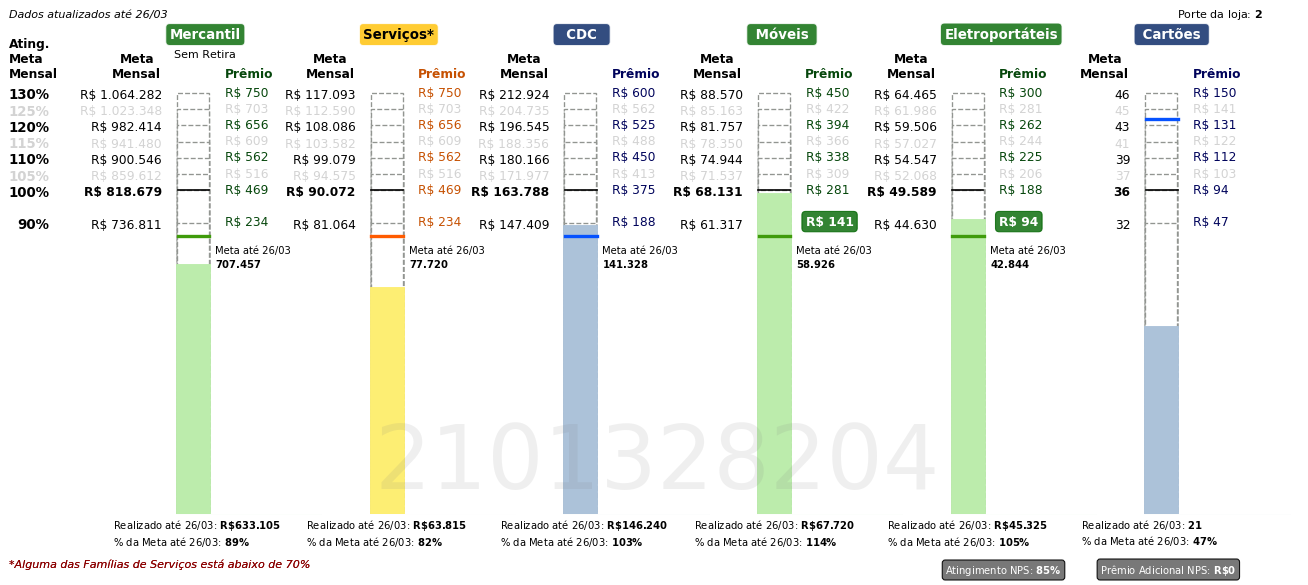 Dados atualizados até 26/03
Porte da loja: 2
Mercantil
Serviços*
CDC
Móveis
Eletroportáteis
Cartões
Sem Retira
Ating. Meta Mensal
Meta Mensal Prêmio Meta Mensal Prêmio Meta Mensal Prêmio Meta Mensal Prêmio Meta Mensal Prêmio Meta Mensal Prêmio
130% R$ 1.064.282 R$ 750 R$ 117.093 R$ 750 R$ 212.924 R$ 600 R$ 88.570 R$ 450 R$ 64.465 R$ 300 46 R$ 150
125% R$ 1.023.348 R$ 703 R$ 112.590 R$ 703 R$ 204.735 R$ 562 R$ 85.163 R$ 422 R$ 61.986 R$ 281 45 R$ 141
120% R$ 982.414 R$ 656 R$ 108.086 R$ 656 R$ 196.545 R$ 525 R$ 81.757 R$ 394 R$ 59.506 R$ 262 43 R$ 131
115% R$ 941.480 R$ 609 R$ 103.582 R$ 609 R$ 188.356 R$ 488 R$ 78.350 R$ 366 R$ 57.027 R$ 244 41 R$ 122
110% R$ 900.546 R$ 562 R$ 99.079 R$ 562 R$ 180.166 R$ 450 R$ 74.944 R$ 338 R$ 54.547 R$ 225 39 R$ 112
105% R$ 859.612 R$ 516 R$ 94.575 R$ 516 R$ 171.977 R$ 413 R$ 71.537 R$ 309 R$ 52.068 R$ 206 37 R$ 103
100% R$ 818.679 R$ 469 R$ 90.072 R$ 469 R$ 163.788 R$ 375 R$ 68.131 R$ 281 R$ 49.589 R$ 188 36 R$ 94
90% R$ 736.811 R$ 234 R$ 81.064 R$ 234 R$ 147.409 R$ 188 R$ 61.317 R$ 141 R$ 44.630 R$ 94 32 R$ 47
Meta até 26/03 Meta até 26/03 Meta até 26/03 Meta até 26/03 Meta até 26/03
707.457 77.720 141.328 58.926 42.844
2101328204
Realizado até 26/03: R$633.105 Realizado até 26/03: R$63.815 Realizado até 26/03: R$146.240 Realizado até 26/03: R$67.720 Realizado até 26/03: R$45.325 Realizado até 26/03: 21
% da Meta até 26/03: 89% % da Meta até 26/03: 82% % da Meta até 26/03: 103% % da Meta até 26/03: 114% % da Meta até 26/03: 105% % da Meta até 26/03: 47%
*Alguma das Famílias de Serviços está abaixo de 70%
Atingimento NPS: 85%
Prêmio Adicional NPS: R$0